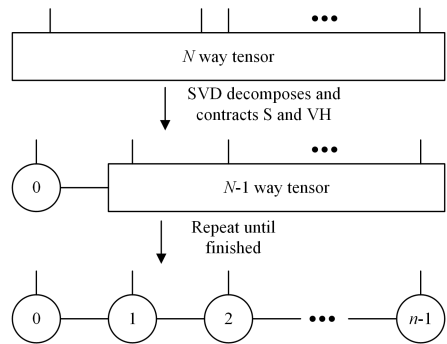 •••
N way tensor
SVD decomposes and
contracts S and VH
•••
0
N-1 way tensor
Repeat until
finished
0 1 2 ••• n-1